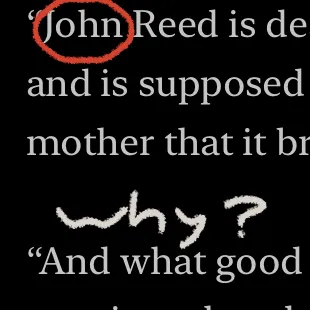 “John Reed is de
and is supposed
mother that it br
why?
“And what good